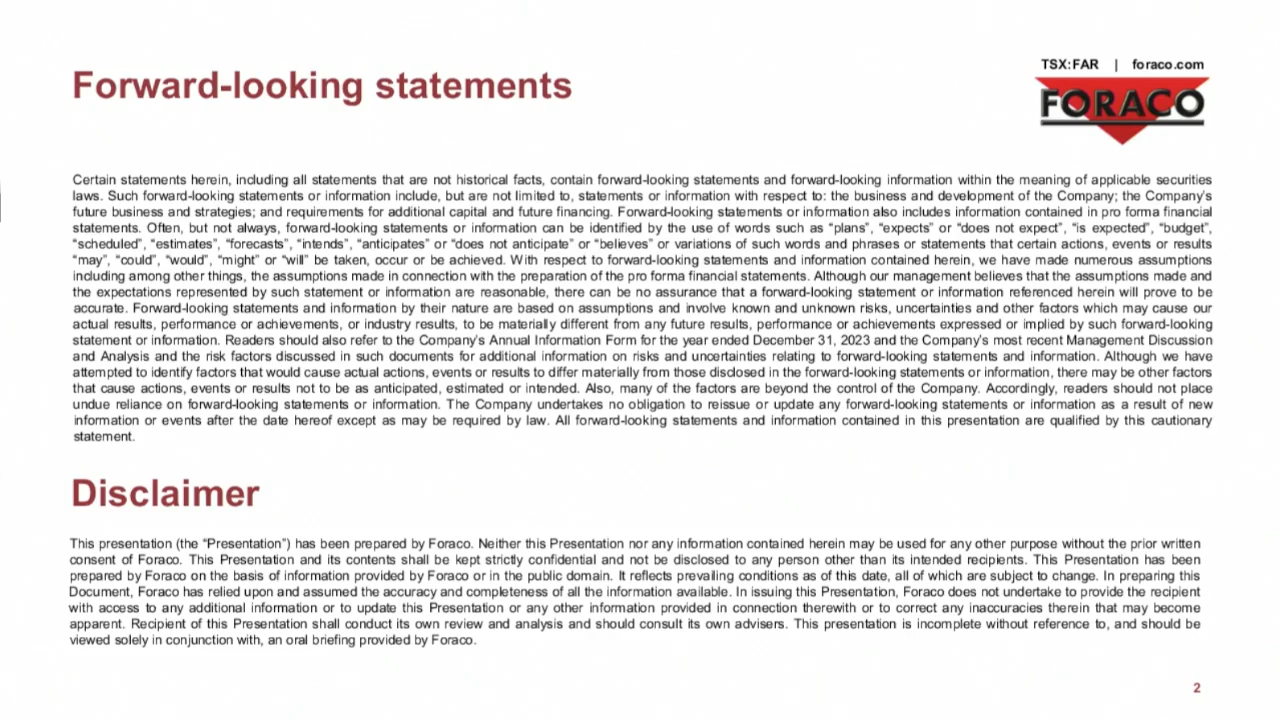 Forward-looking statements
TSX:FAR | foraco.com
FORACO
Certain statements herein, including all statements that are not historical facts, contain forward-looking statements and forward-looking information within the meaning of applicable securities
laws. Such forward-looking statements or information include, but are not limited to, statements or information with respect to: the business and development of the Company; the Company's
future business and strategies; and requirements for additional capital and future financing. Forward-looking statements or information also includes information contained in pro forma financial
statements. Often, but not always, forward-looking statements or information can be identified by the use of words such as “plans”, “expects” or “does not expect”, “is expected”, “budget”,
“scheduled”, “estimates”, “forecasts”, “intends”, “anticipates” or “does not anticipate” or “believes” or variations of such words and phrases or statements that certain actions, events or results
“may”, “could”, “would”, “might” or “will” be taken, occur or be achieved. With respect to forward-looking statements and information contained herein, we have made numerous assumptions
including among other things, the assumptions made in connection with the preparation of the pro forma financial statements. Although our management believes that the assumptions made and
the expectations represented by such statement or information are reasonable, there can be no assurance that a forward-looking statement or information referenced herein will prove to be
accurate. Forward-looking statements and information by their nature are based on assumptions and involve known and unknown risks, uncertainties and other factors which may cause our
actual results, performance or achievements, or industry results, to be materially different from any future results, performance or achievements expressed or implied by such forward-looking
statement or information. Readers should also refer to the Company's Annual Information Form for the year ended December 31, 2023 and the Company's most recent Management Discussion
and Analysis and the risk factors discussed in such documents for additional information on risks and uncertainties relating to forward-looking statements and information. Although we have
attempted to identify factors that would cause actual actions, events or results to differ materially from those disclosed in the forward-looking statements or information, there may be other factors
that cause actions, events or results not to be as anticipated, estimated or intended. Also, many of the factors are beyond the control of the Company. Accordingly, readers should not place
undue reliance on forward-looking statements or information. The Company undertakes no obligation to reissue or update any forward-looking statements or information as a result of new
information or events after the date hereof except as may be required by law. All forward-looking statements and information contained in this presentation are qualified by this cautionary
statement.
Disclaimer
This presentation (the “Presentation”) has been prepared by Foraco. Neither this Presentation nor any information contained herein may be used for any other purpose without the prior written
consent of Foraco. This Presentation and its contents shall be kept strictly confidential and not be disclosed to any person other than its intended recipients. This Presentation has been
prepared by Foraco on the basis of information provided by Foraco or in the public domain. It reflects prevailing conditions as of this date, all of which are subject to change. In preparing this
Document, Foraco has relied upon and assumed the accuracy and completeness of all the information available. In issuing this Presentation, Foraco does not undertake to provide the recipient
with access to any additional information or to update this Presentation or any other information provided in connection therewith or to correct any inaccuracies therein that may become
apparent. Recipient of this Presentation shall conduct its own review and analysis and should consult its own advisers. This presentation is incomplete without reference to, and should be
viewed solely in conjunction with, an oral briefing provided by Foraco.
2